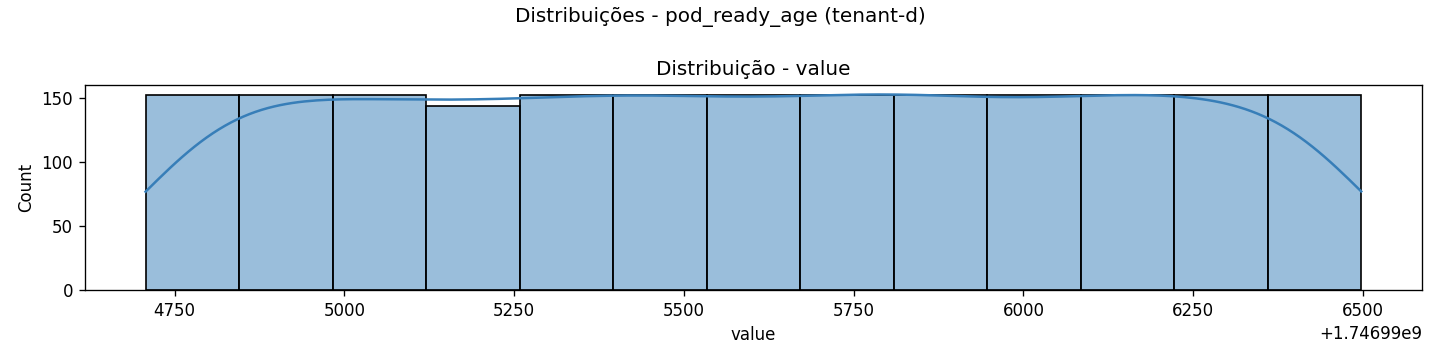 Distribuições - pod_ready_age (tenant-d)
Distribuição - value
150
100
50
0
Count
4750 5000 5250 5500 5750 6000 6250 6500
value
+1.74699e9